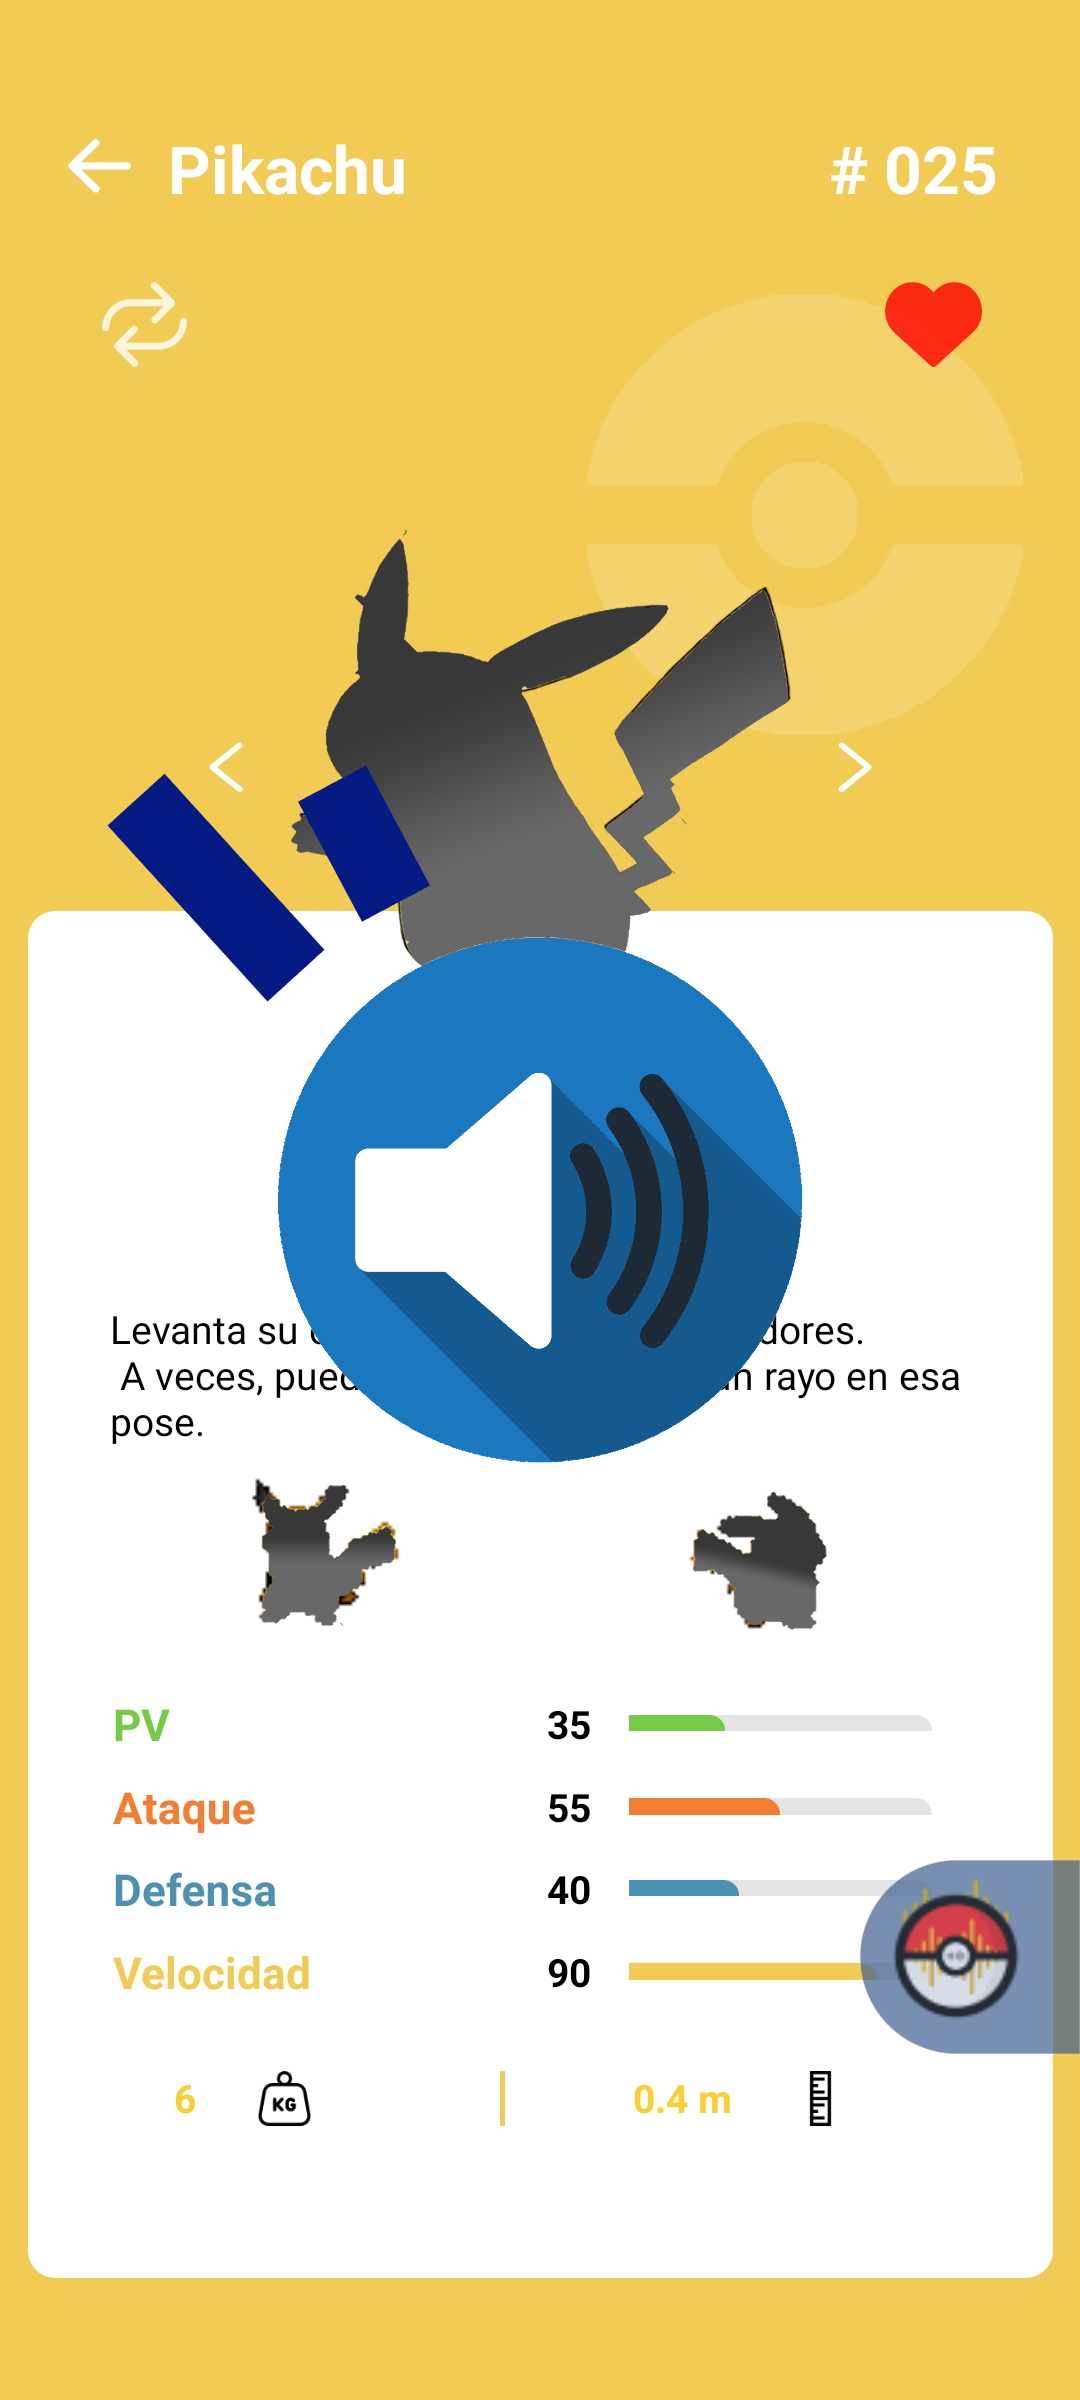 Pikachu
# 025
Levanta su
dores.
A veces,
rayo en esa
pose.
PV 35
Ataque 55
Defensa 40
Velocidad 90
6 KG
0.4 m